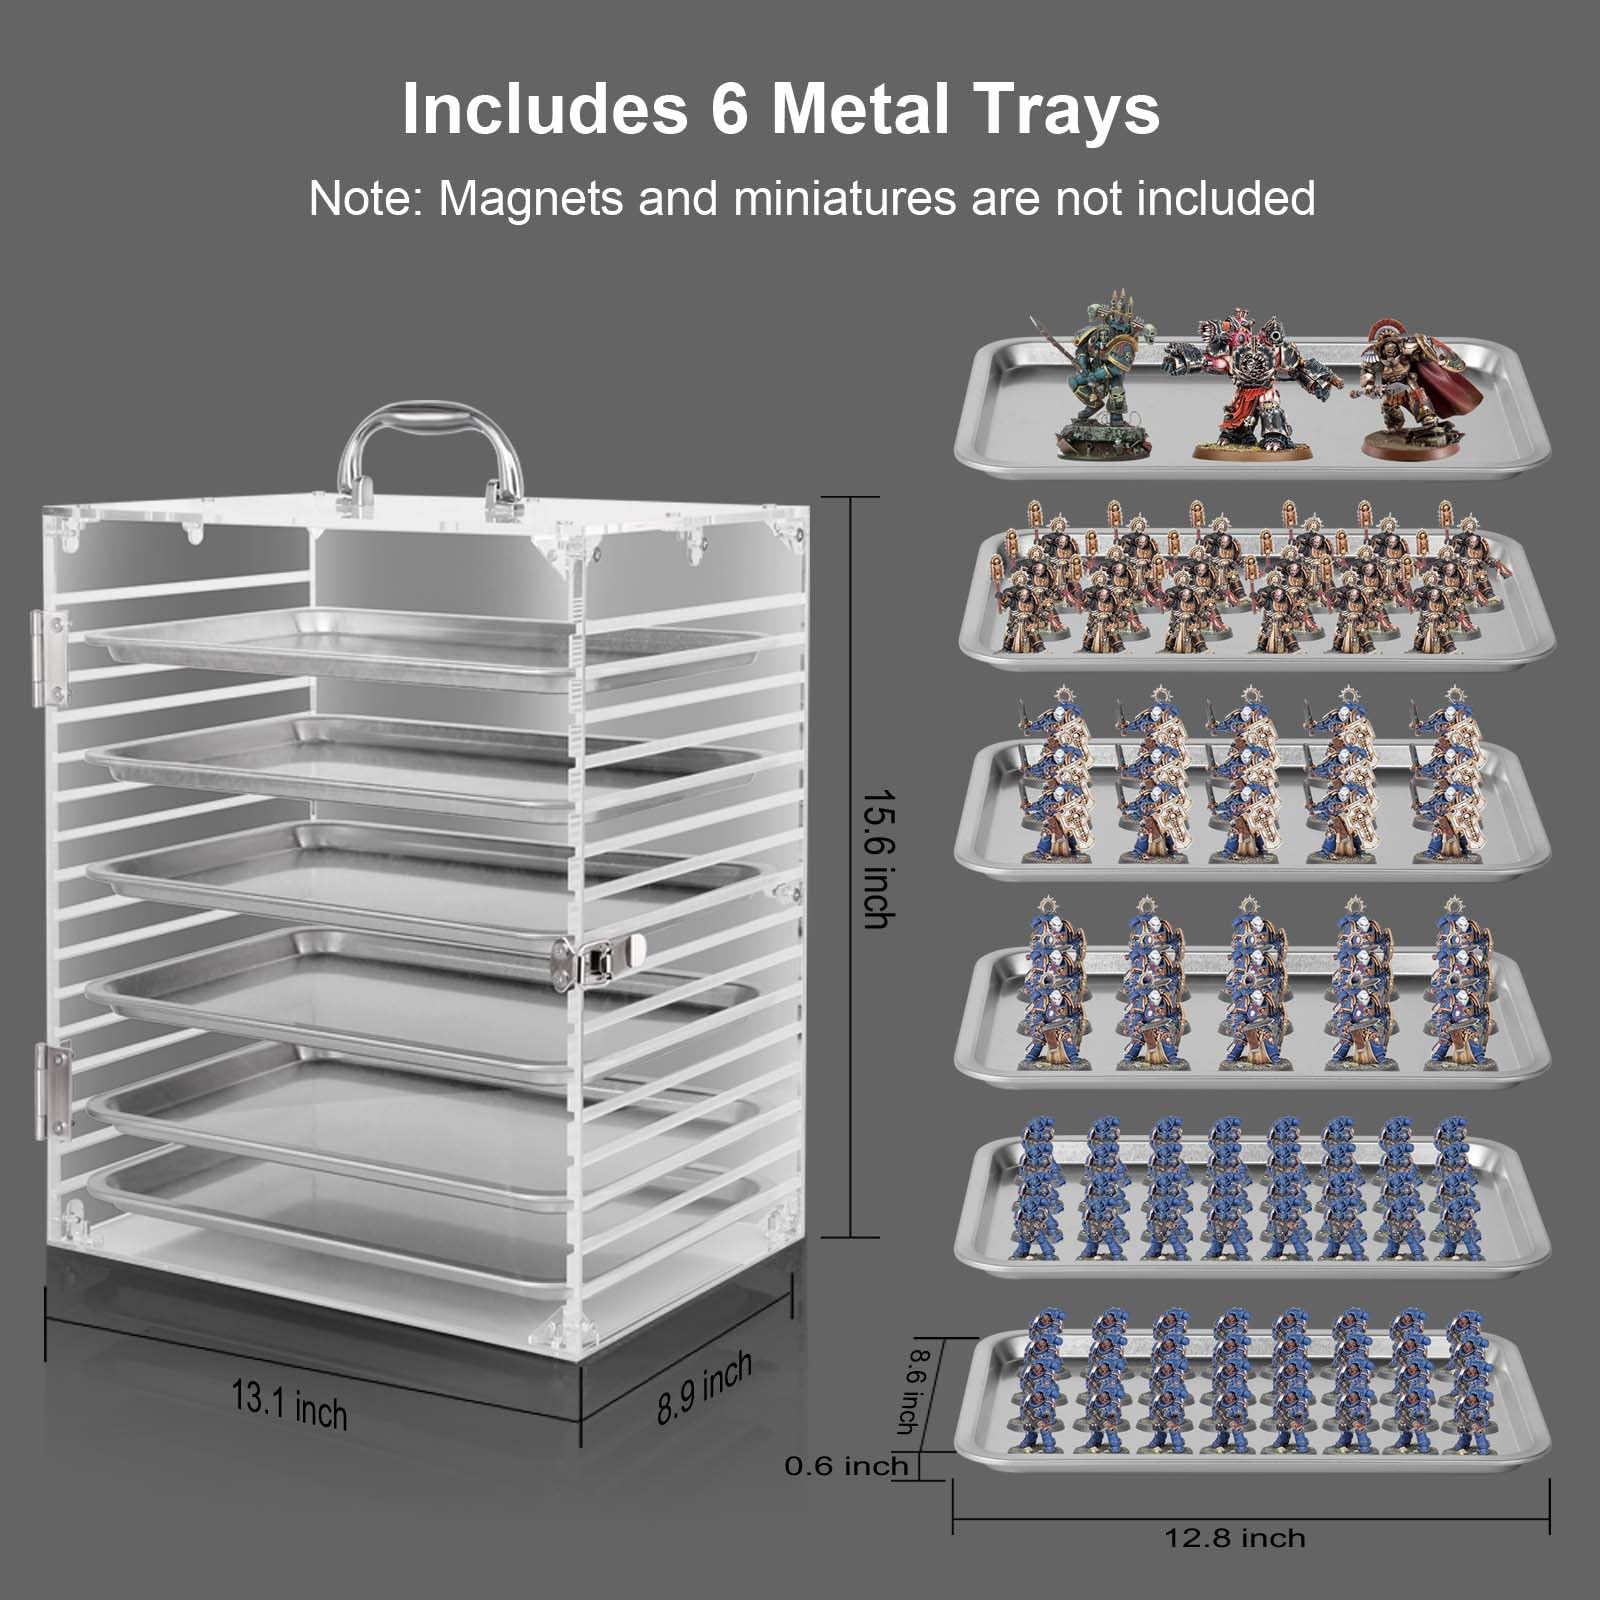 Includes 6 Metal Trays
Note: Magnets and miniatures are not included
15.6 inch
13.1 inch
8.9 inch
8.6 inch
0.6 inch
12.8 inch